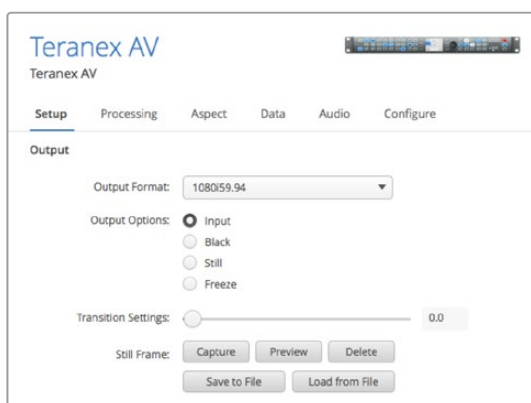 Teranex AV
Teranex AV
Setup Processing Aspect Data Audio Configure
Output
Output Format: 1080i59.94
Output Options: Input
Black
Still
Freeze
Transition Settings: 0.0
Still Frame: Capture Preview Delete
Save to File Load from File